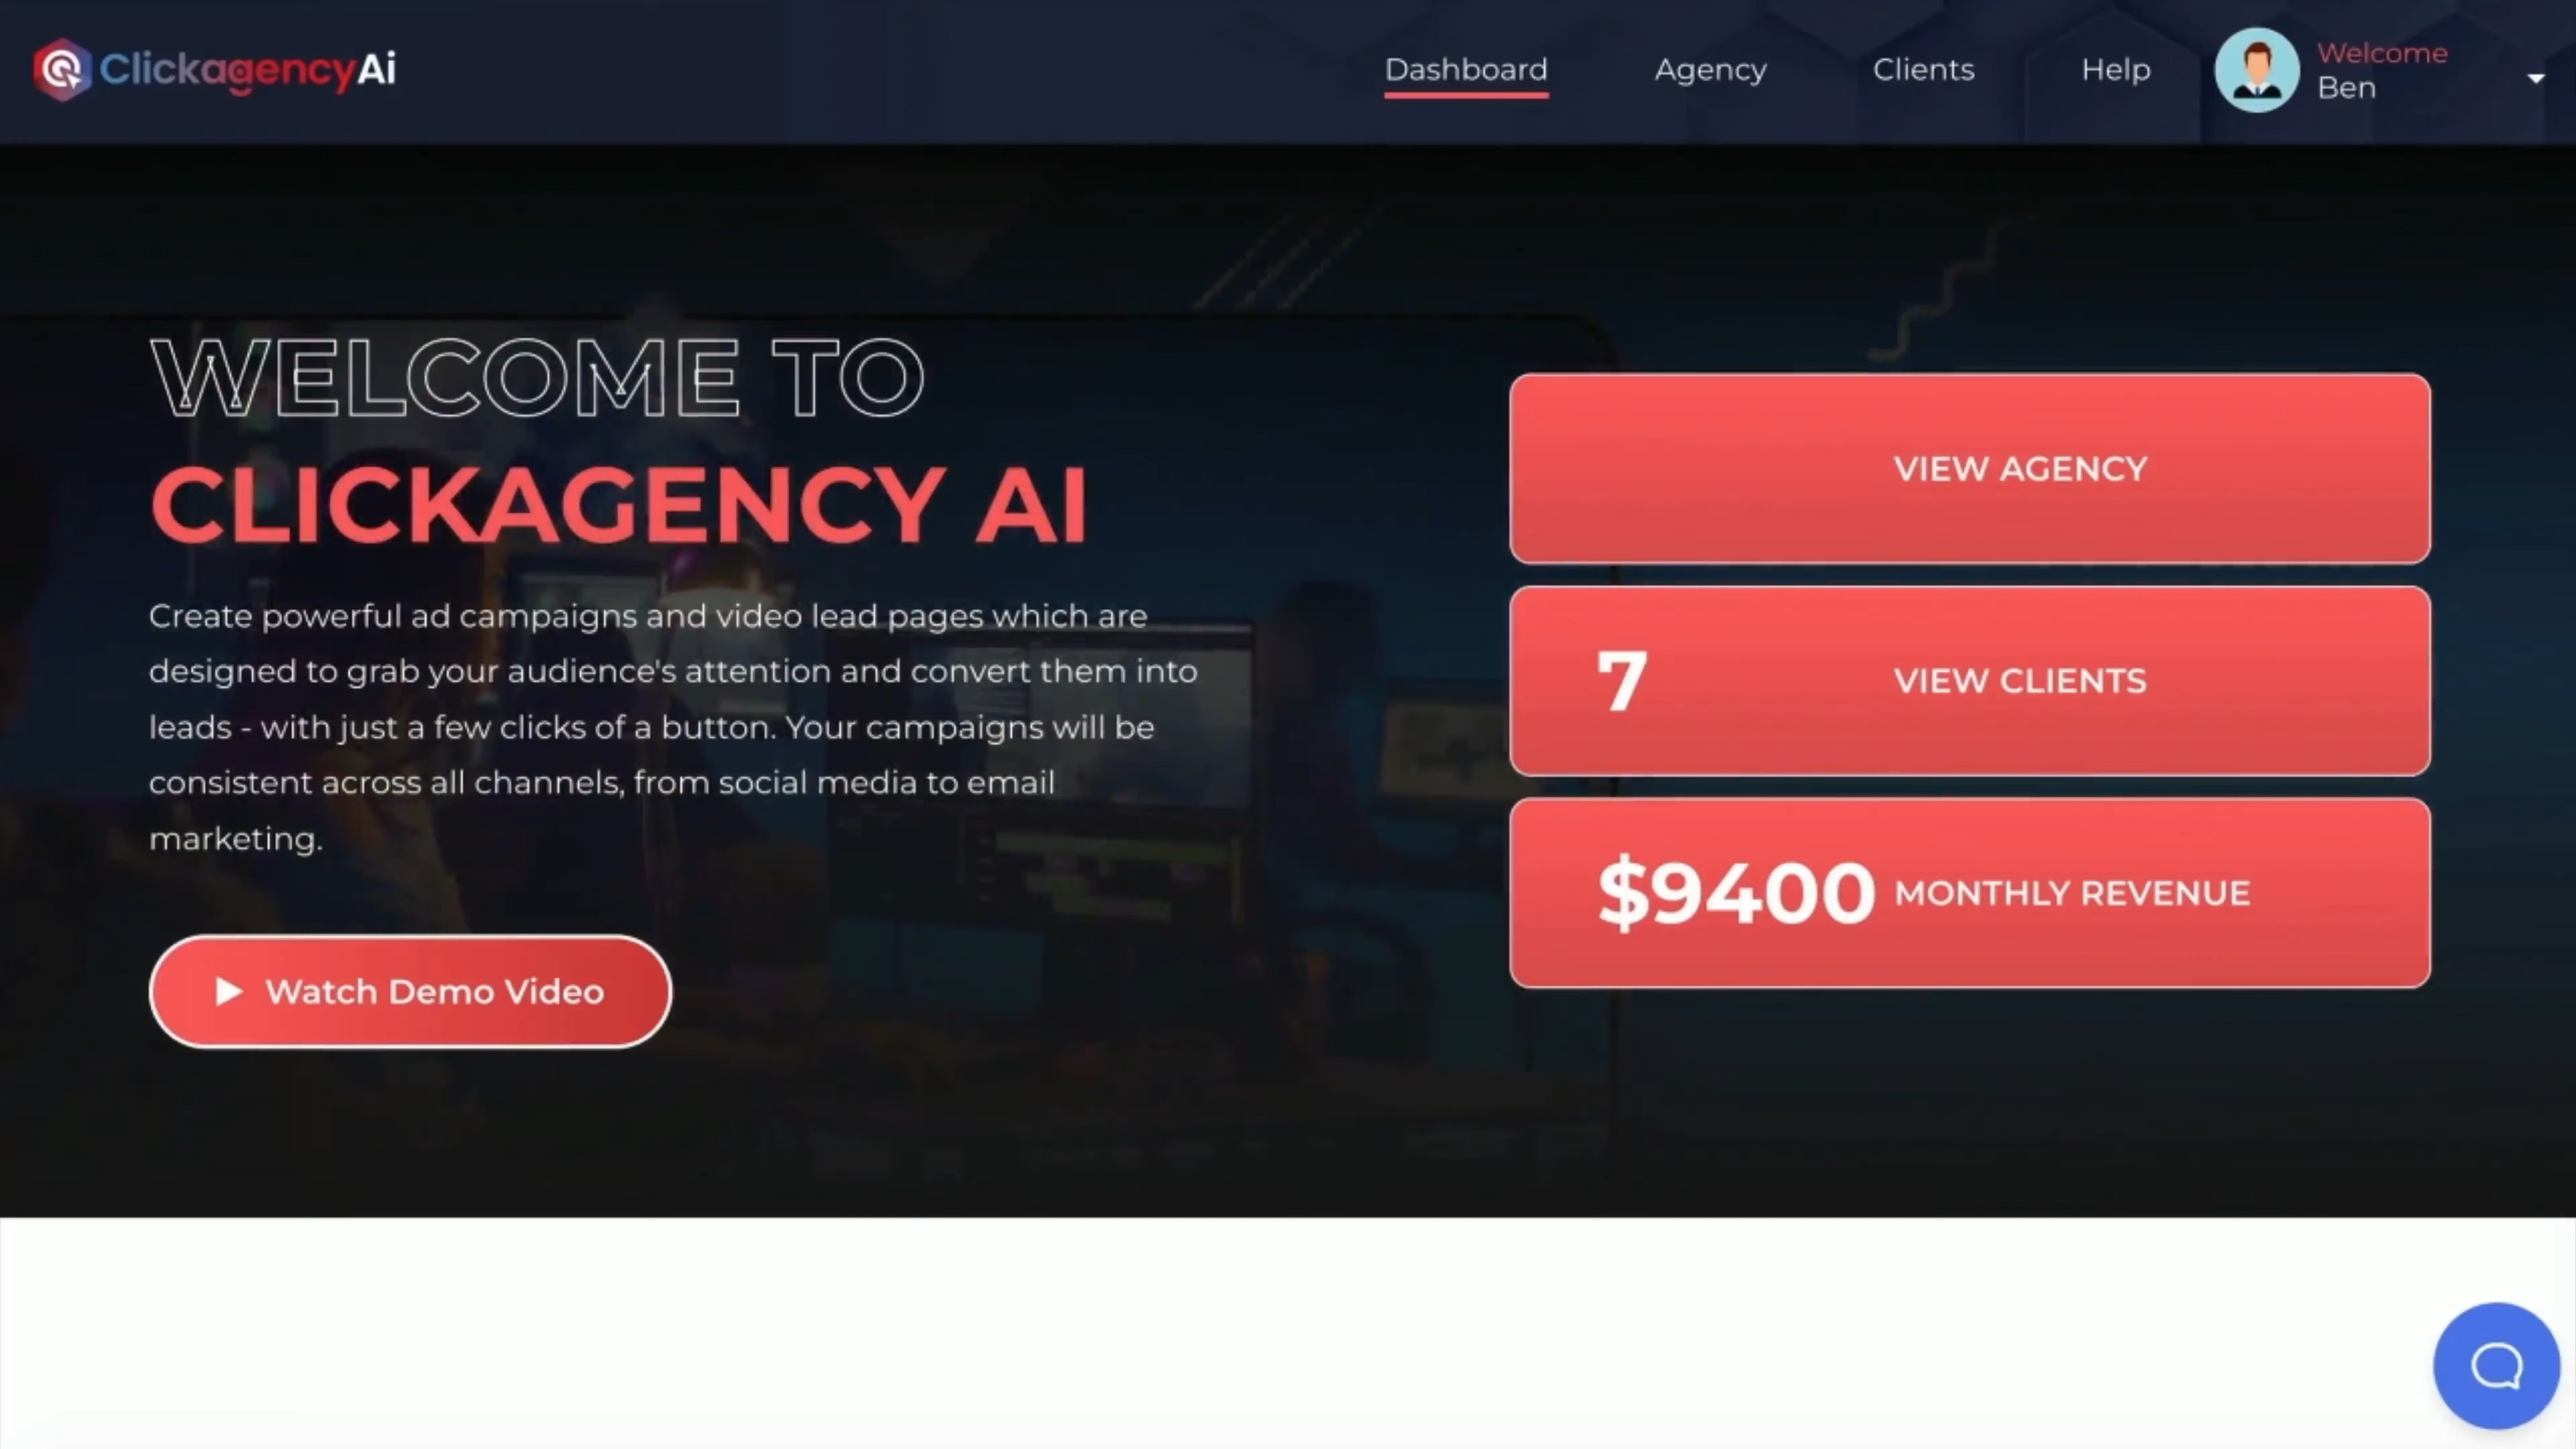 ClickagencyAi
Dashboard
Agency
Clients
Help
Welcome
Ben
WELCOME TO
CLICKAGENCY AI
Create powerful ad campaigns and video lead pages which are
designed to grab your audience's attention and convert them into
leads - with just a few clicks of a button. Your campaigns will be
consistent across all channels, from social media to email
marketing.
Watch Demo Video
VIEW AGENCY
7 VIEW CLIENTS
$9400 MONTHLY REVENUE